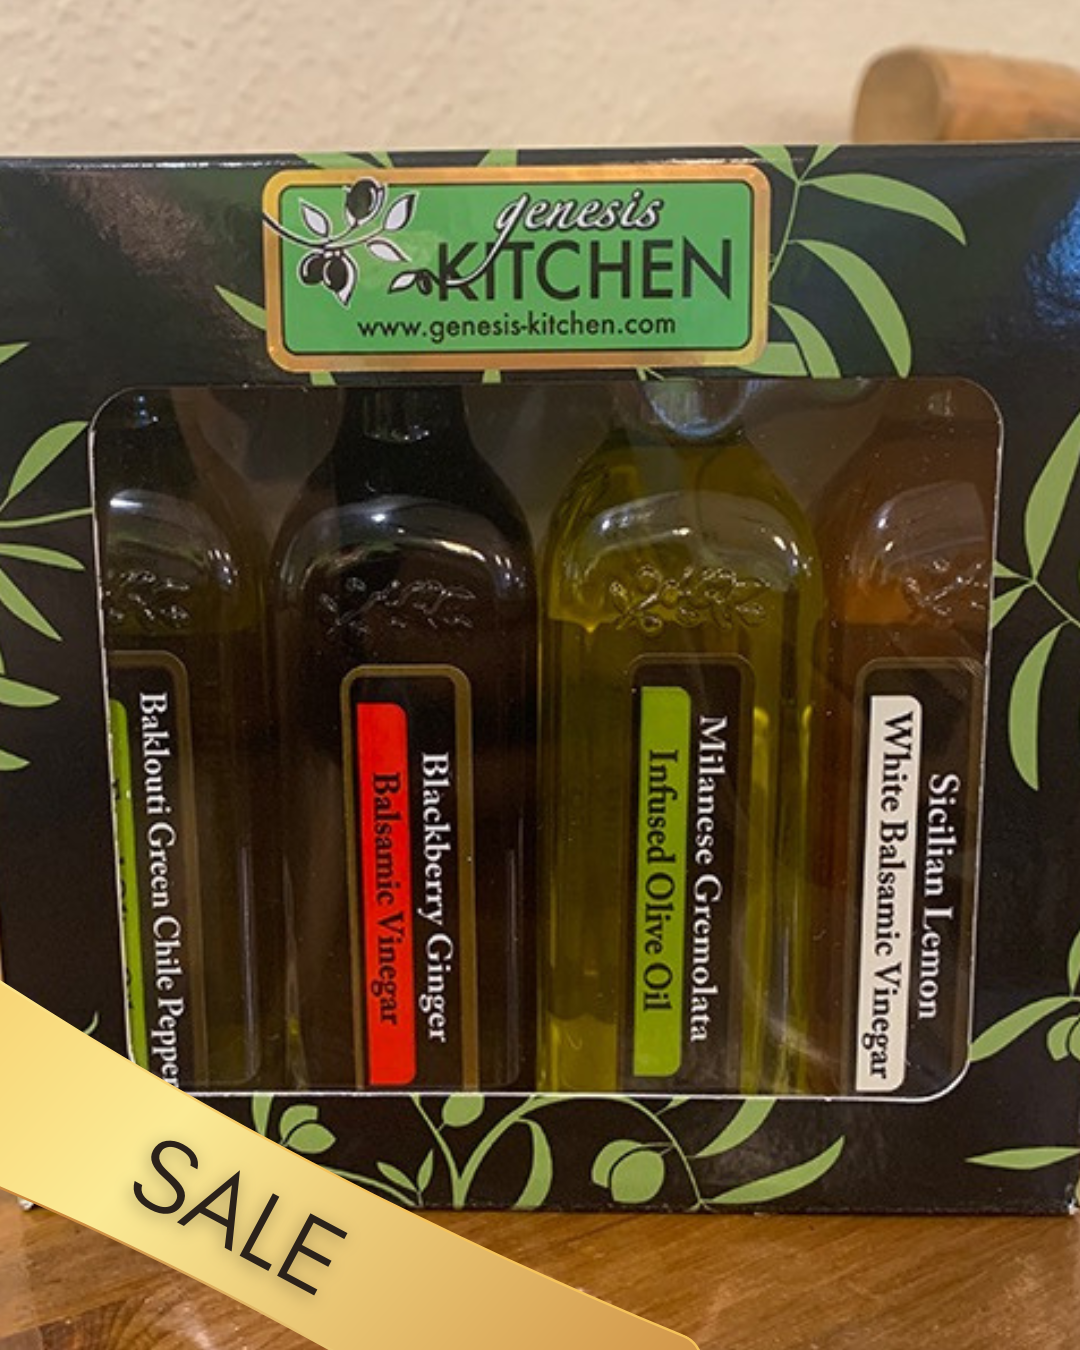 genesis
KITCHEN
www.genesis-kitchen.com
Baklouti Green Chile Pepper
Blackberry Ginger
Balsamic Vinegar
Milanese Gremolata
Infused Olive Oil
Sicilian Lemon
White Balsamic Vinegar
SALE